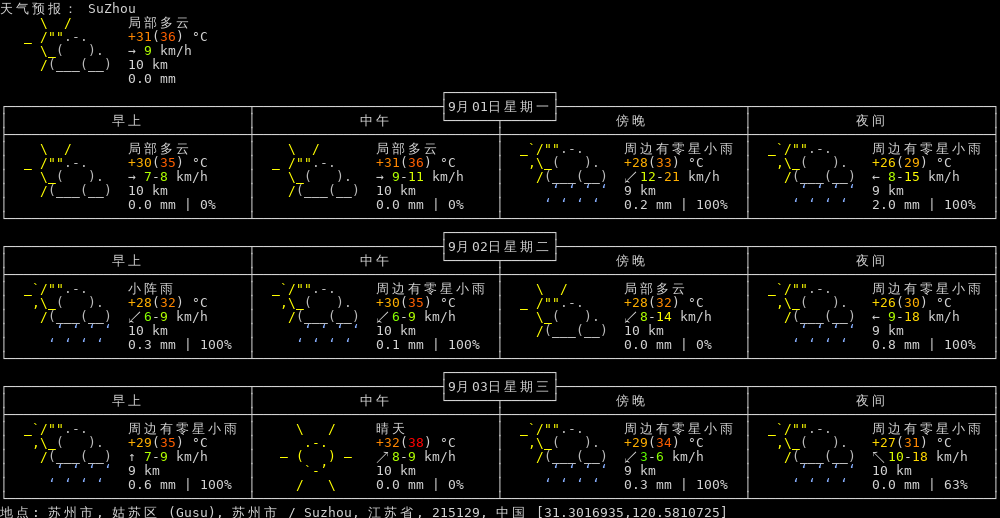 天气预报: SuZhou
局部多云
+31(36) °C
→ 9 km/h
10 km
0.0 mm
9月01日星期一
早上 中午 傍晚 夜间
局部多云 局部多云 周边有零星小雨 周边有零星小雨
+30(35) °C +31(36) °C +28(33) °C +26(29) °C
→ 7-8 km/h → 9-11 km/h ↙ 12-21 km/h ← 8-15 km/h
10 km 10 km 9 km 9 km
0.0 mm | 0% 0.0 mm | 0% 0.2 mm | 100% 2.0 mm | 100%
9月02日星期二
早上 中午 傍晚 夜间
小阵雨 周边有零星小雨 局部多云 周边有零星小雨
+28(32) °C +30(35) °C +28(32) °C +26(30) °C
↙ 6-9 km/h ↙ 6-9 km/h ↙ 8-14 km/h ← 9-18 km/h
10 km 10 km 10 km 9 km
0.3 mm | 100% 0.1 mm | 100% 0.0 mm | 0% 0.8 mm | 100%
9月03日星期三
早上 中午 傍晚 夜间
周边有零星小雨 晴天 周边有零星小雨 周边有零星小雨
+29(35) °C +32(38) °C +29(34) °C +27(31) °C
↑ 7-9 km/h ↗ 8-9 km/h ↙ 3-6 km/h ↖ 10-18 km/h
9 km 10 km 9 km 10 km
0.6 mm | 100% 0.0 mm | 0% 0.3 mm | 100% 0.0 mm | 63%
地点: 苏州市, 姑苏区 (Gusu), 苏州市 / Suzhou, 江苏省, 215129, 中国 [31.3016935,120.5810725]